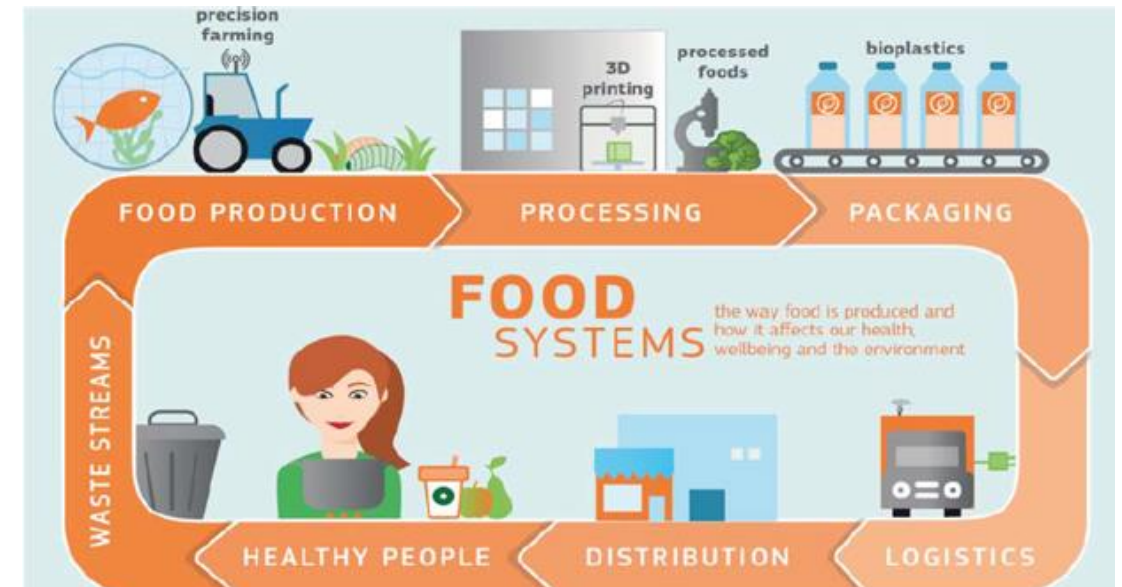 precision
farming
3D
printing
processed
foods
bioplastics
FOOD PRODUCTION
PROCESSING
PACKAGING
FOOD
SYSTEMS
the way food is produced and
how it affects our health,
wellbeing and the environment
WASTE STREAMS
HEALTHY PEOPLE
DISTRIBUTION
LOGISTICS